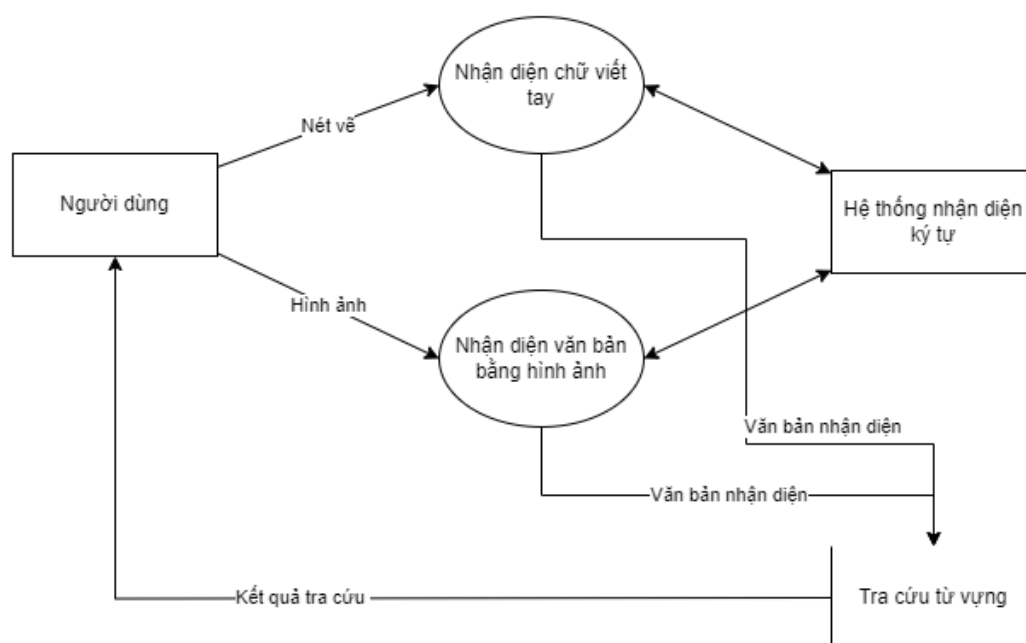 Nhận diện chữ viết
tay
Nét vẽ
Người dùng
Hệ thống nhận diện
ký tự
Hình ảnh
Nhận diện văn bản
bằng hình ảnh
Văn bản nhận diện
Văn bản nhận diện
Kết quả tra cứu
Tra cứu từ vựng